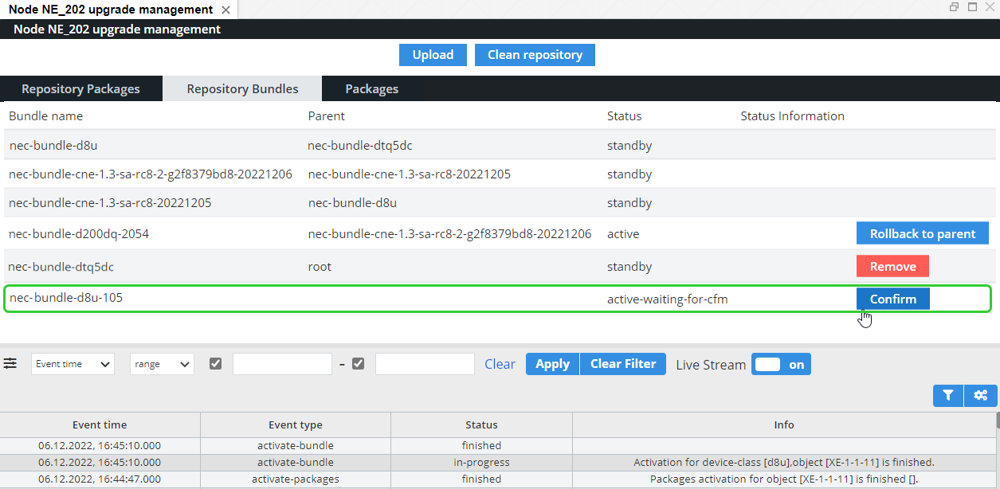 Node NE_202 upgrade management
Node NE_202 upgrade management
Upload Clean repository
Repository Packages Repository Bundles Packages
Bundle name Parent Status Status Information
nec-bundle-d8u nec-bundle-dtq5dc standby
nec-bundle-cne-1.3-sa-rc8-2-g2f8379bd8-20221206 nec-bundle-cne-1.3-sa-rc8-20221205 standby
nec-bundle-cne-1.3-sa-rc8-20221205 nec-bundle-d8u standby
nec-bundle-d200dq-2054 nec-bundle-cne-1.3-sa-rc8-2-g2f8379bd8-20221206 active Rollback to parent
nec-bundle-dtq5dc root standby Remove
nec-bundle-d8u-105 active-waiting-for-cfm Confirm
Event time range – Clear Apply Clear Filter Live Stream on
Event time Event type Status Info
06.12.2022, 16:45:10.000 activate-bundle finished
06.12.2022, 16:45:10.000 activate-bundle in-progress Activation for device-class [d8u],object [XE-1-1-11] is finished.
06.12.2022, 16:44:47.000 activate-packages finished Packages activation for object [XE-1-1-11] is finished [].